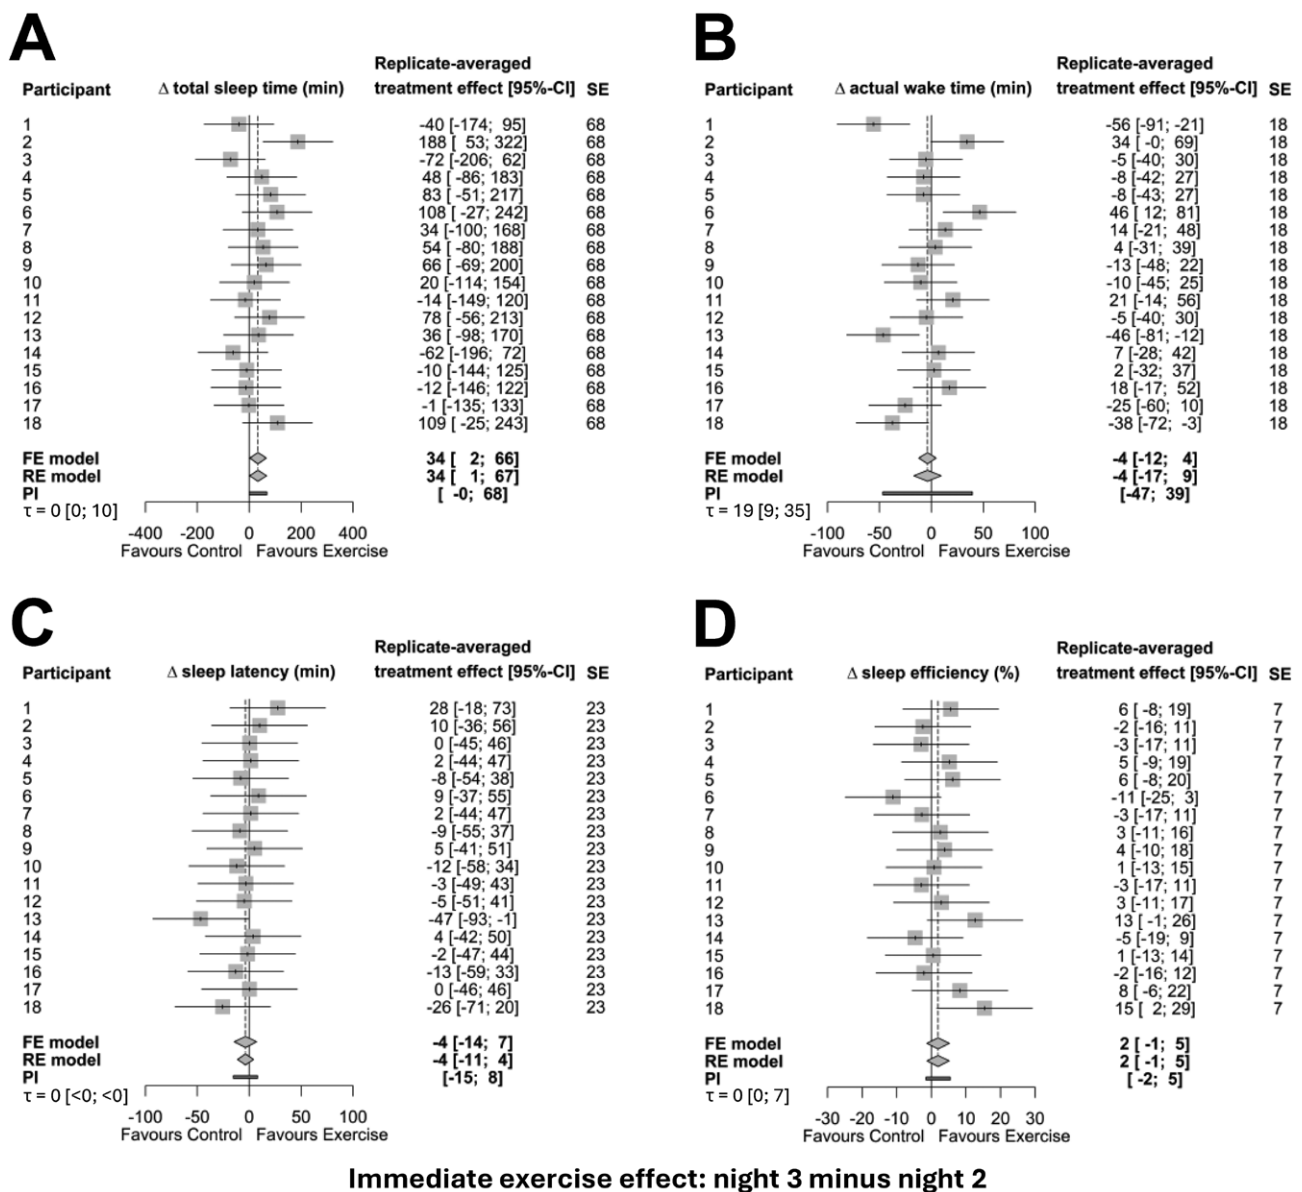 A
Replicate-averaged
Participant Δ total sleep time (min) treatment effect [95%-CI] SE
1 -40 [-174; 95] 68
2 188 [ 53; 322] 68
3 -72 [-206; 62] 68
4 48 [-86; 183] 68
5 83 [-51; 217] 68
6 108 [ -27; 242] 68
7 34 [-100; 168] 68
8 54 [-80; 188] 68
9 66 [-69; 200] 68
10 20 [-114; 154] 68
11 -14 [-149; 120] 68
12 78 [-56; 213] 68
13 36 [-98; 170] 68
14 -62 [-196; 72] 68
15 -10 [-144; 125] 68
16 -12 [-146; 122] 68
17 -1 [-135; 133] 68
18 109 [ -25; 243] 68
FE model 34 [ 2; 66]
RE model 34 [ 1; 67]
PI [ -0; 68]
τ = 0 [0; 10]
-400 -200 0 200 400
Favours Control Favours Exercise
B
Replicate-averaged
Participant Δ actual wake time (min) treatment effect [95%-CI] SE
1 -56 [-91; -21] 18
2 34 [ -0; 69] 18
3 -5 [-40; 30] 18
4 -8 [-42; 27] 18
5 -8 [-43; 27] 18
6 46 [ 12; 81] 18
7 14 [-21; 48] 18
8 4 [-31; 39] 18
9 -13 [-48; 22] 18
10 -10 [-45; 25] 18
11 21 [-14; 56] 18
12 -5 [-40; 30] 18
13 -46 [-81; -12] 18
14 7 [-28; 42] 18
15 2 [-32; 37] 18
16 18 [-17; 52] 18
17 -25 [-60; 10] 18
18 -38 [-72; -3] 18
FE model -4 [-12; 4]
RE model -4 [-17; 9]
PI [-47; 39]
τ = 19 [9; 35]
-100 -50 0 50 100
Favours Control Favours Exercise
C
Replicate-averaged
Participant Δ sleep latency (min) treatment effect [95%-CI] SE
1 28 [-18; 73] 23
2 10 [-36; 56] 23
3 0 [-45; 46] 23
4 2 [-44; 47] 23
5 -8 [-54; 38] 23
6 9 [-37; 55] 23
7 2 [-44; 47] 23
8 -9 [-55; 37] 23
9 5 [-41; 51] 23
10 -12 [-58; 34] 23
11 -3 [-49; 43] 23
12 -5 [-51; 41] 23
13 -47 [-93; -1] 23
14 4 [-42; 50] 23
15 -2 [-47; 44] 23
16 -13 [-59; 33] 23
17 0 [-46; 46] 23
18 -26 [-71; 20] 23
FE model -4 [-14; 7]
RE model -4 [-11; 4]
PI [-15; 8]
τ = 0 [<0; <0]
-100 -50 0 50 100
Favours Control Favours Exercise
D
Replicate-averaged
Participant Δ sleep efficiency (%) treatment effect [95%-CI] SE
1 6 [ -8; 19] 7
2 -2 [-16; 11] 7
3 -3 [-17; 11] 7
4 5 [-9; 19] 7
5 6 [ -8; 20] 7
6 -11 [-25; 3] 7
7 -3 [-17; 11] 7
8 3 [-11; 16] 7
9 4 [-10; 18] 7
10 1 [-13; 15] 7
11 -3 [-17; 11] 7
12 3 [-11; 17] 7
13 13 [ -1; 26] 7
14 -5 [-19; 9] 7
15 1 [-13; 14] 7
16 -2 [-16; 12] 7
17 8 [ -6; 22] 7
18 15 [ 2; 29] 7
FE model 2 [ -1; 5]
RE model 2 [ -1; 5]
PI [ -2; 5]
τ = 0 [0; 7]
-30 -20 -10 0 10 20 30
Favours Control Favours Exercise
Immediate exercise effect: night 3 minus night 2